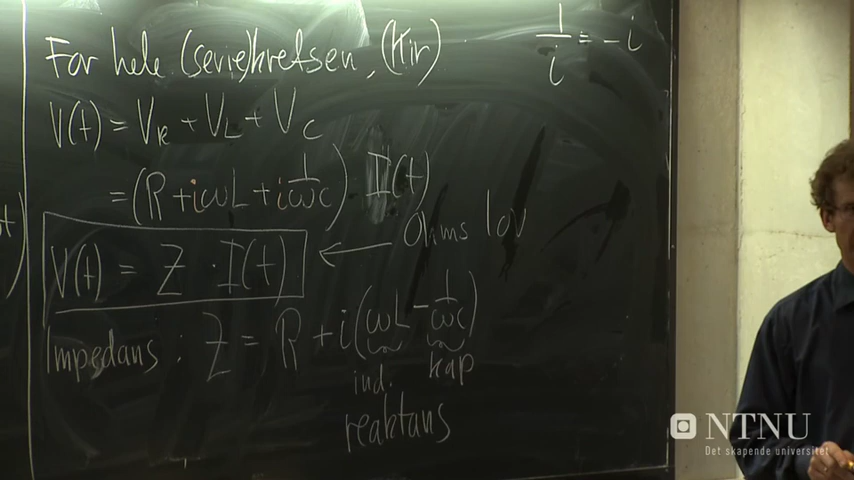 For hele (serie)kretsen, (Kir)
1/i = -i
V(t) = V_R + V_L + V_C
= (R + iωL + 1/iωC) I(t)
V(t) = Z · I(t) ← Ohms lov
Impedans : Z = R + i(ωL - 1/ωC)
ind. kap
reaktans
NTNU
Det skapende universitet